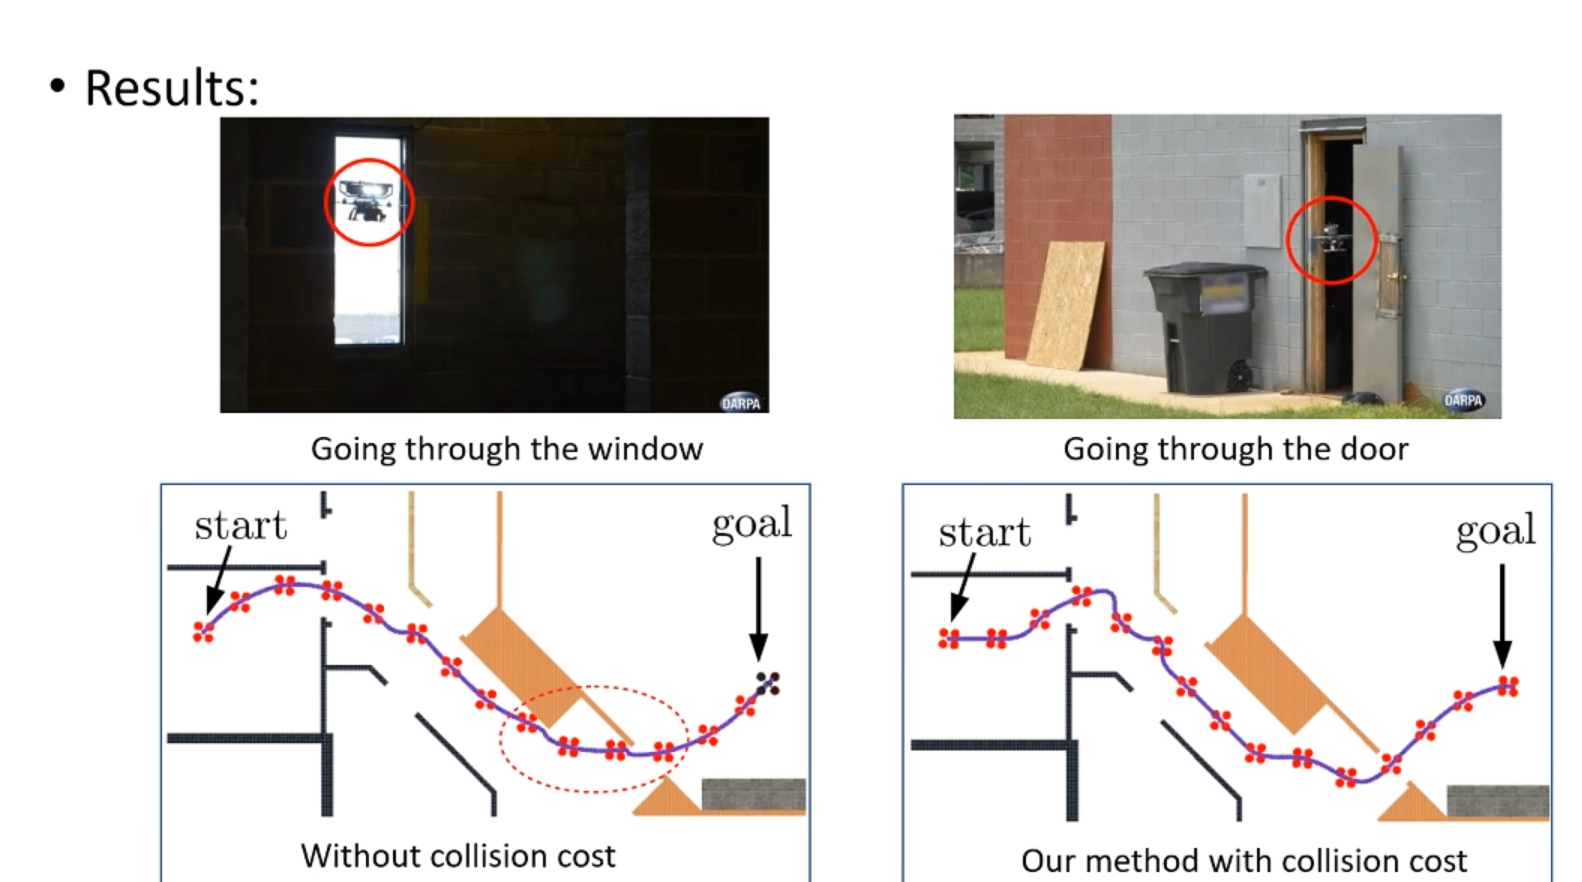 • Results:
DARPA
DARPA
Going through the window
Going through the door
start
goal
start
goal
Without collision cost
Our method with collision cost